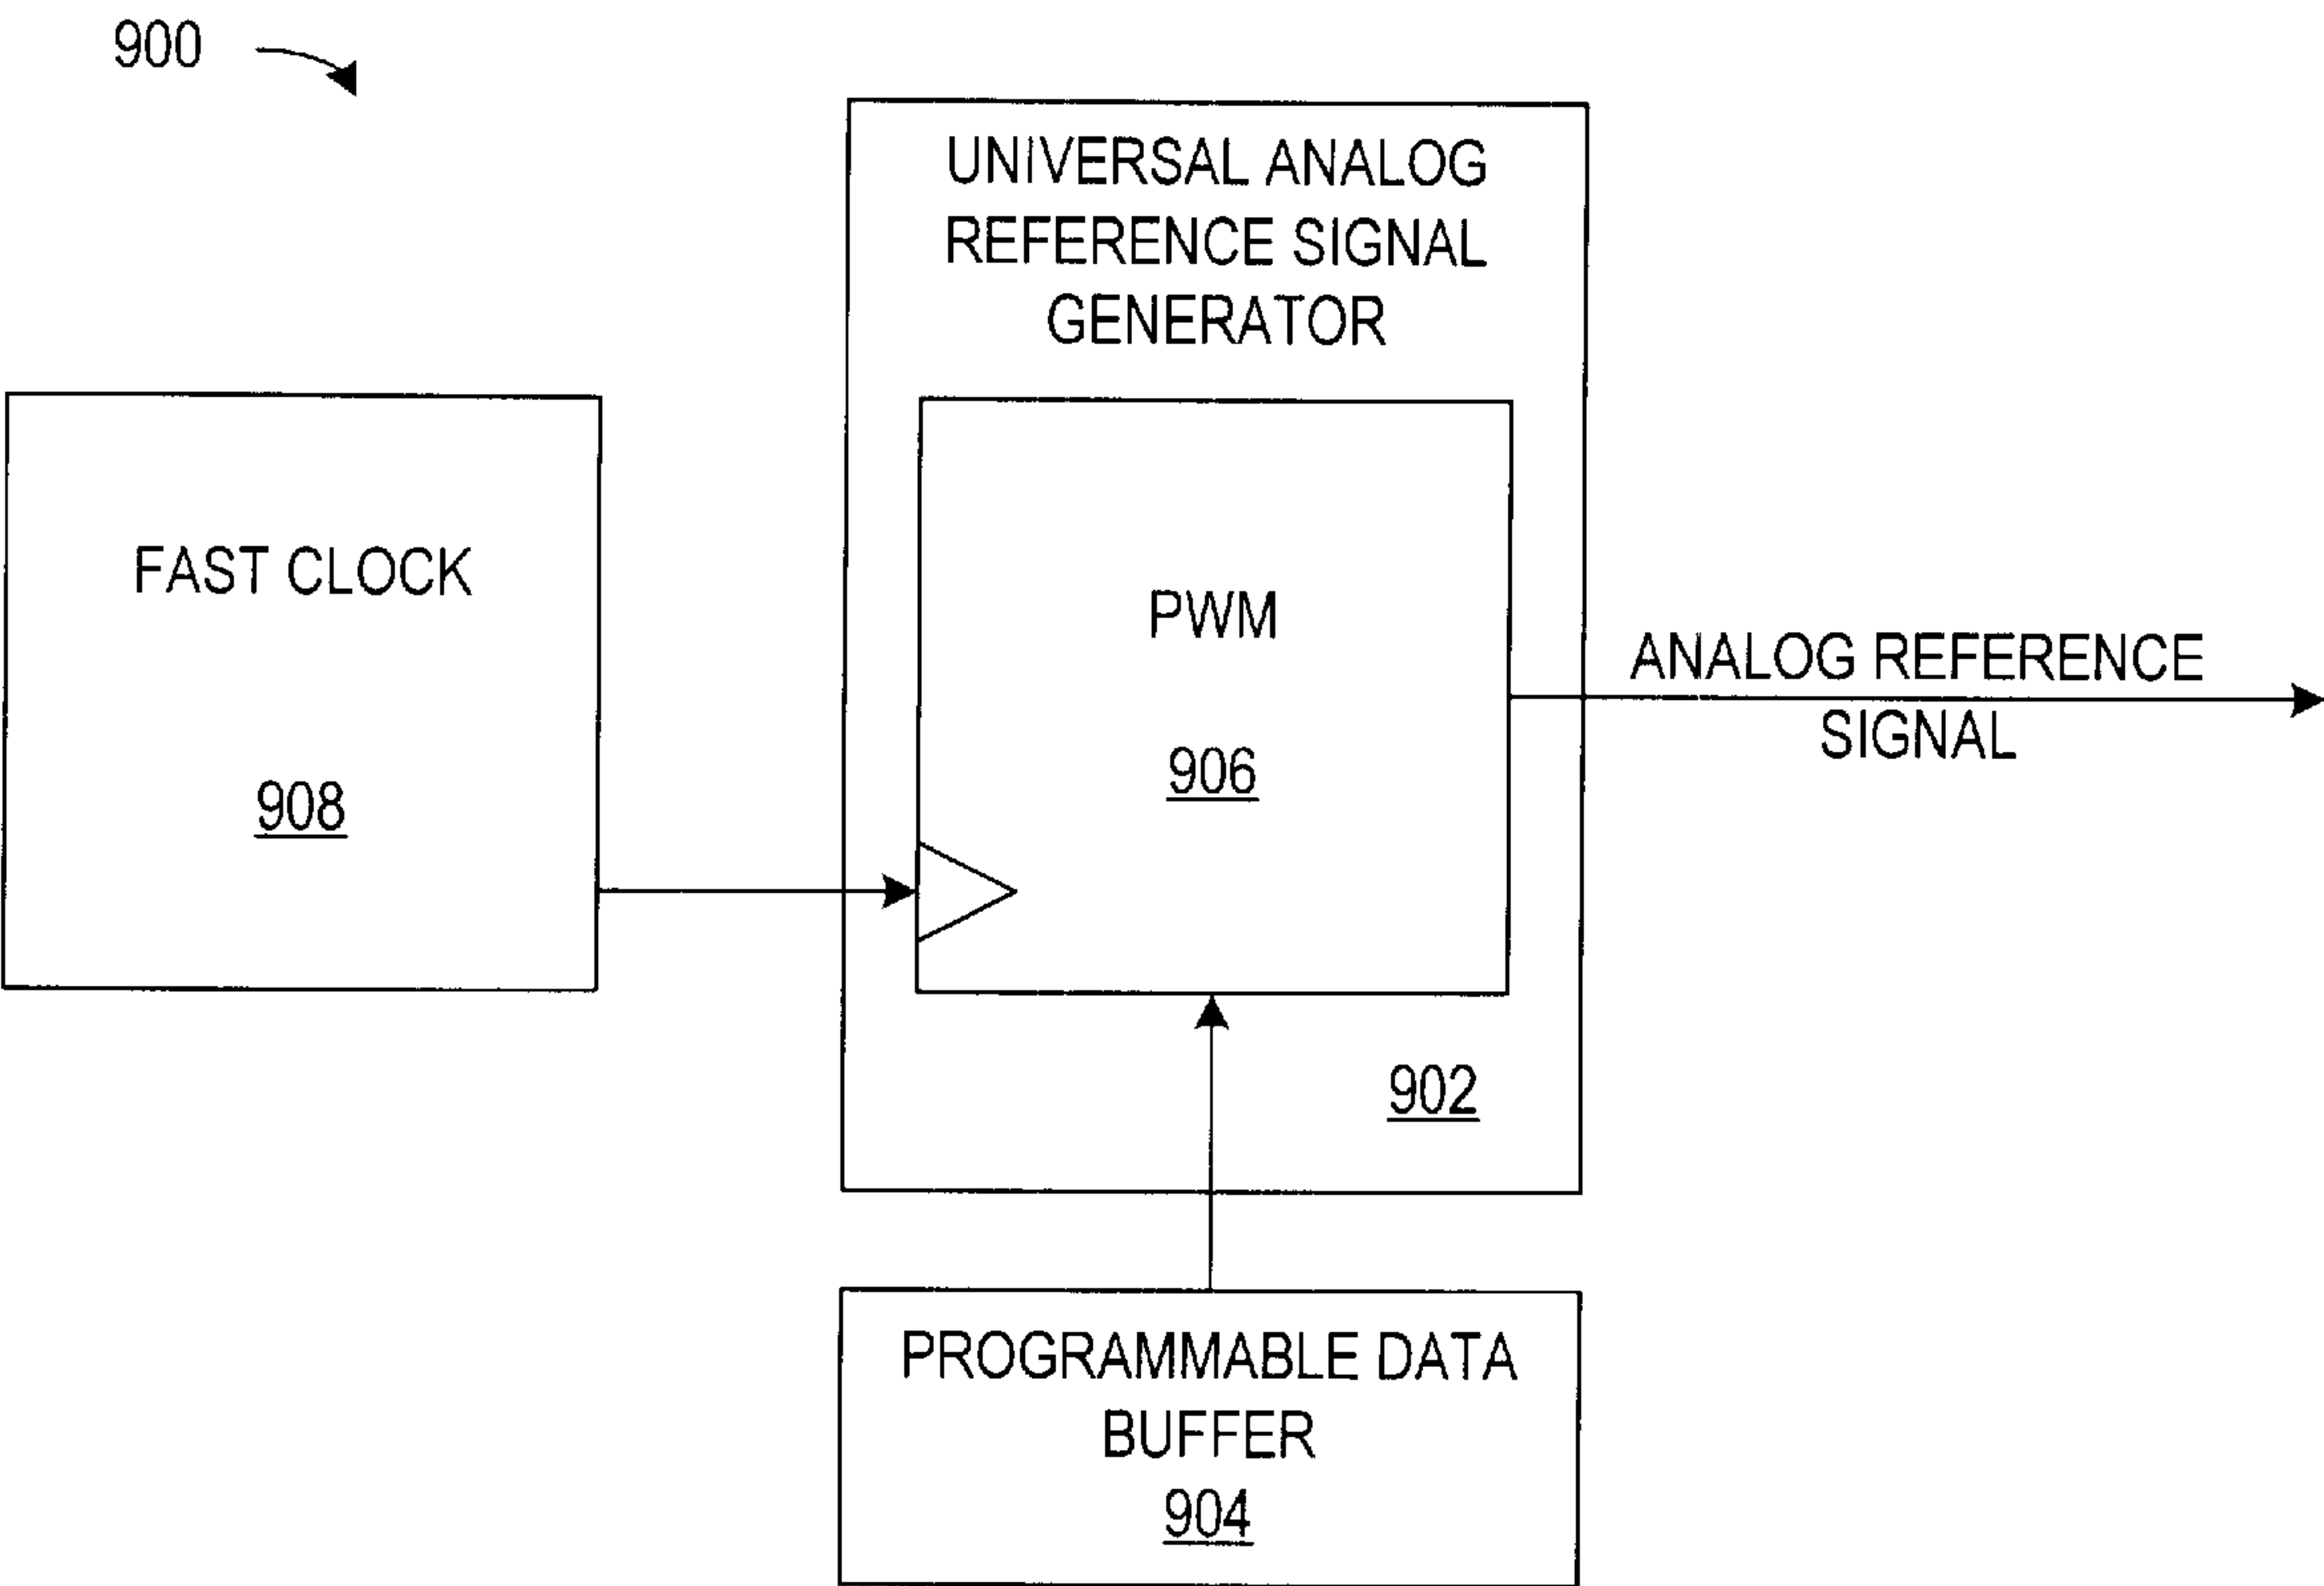 900
UNIVERSAL ANALOG
REFERENCE SIGNAL
GENERATOR
FAST CLOCK
908
PWM
906
ANALOG REFERENCE
SIGNAL
902
PROGRAMMABLE DATA
BUFFER
904